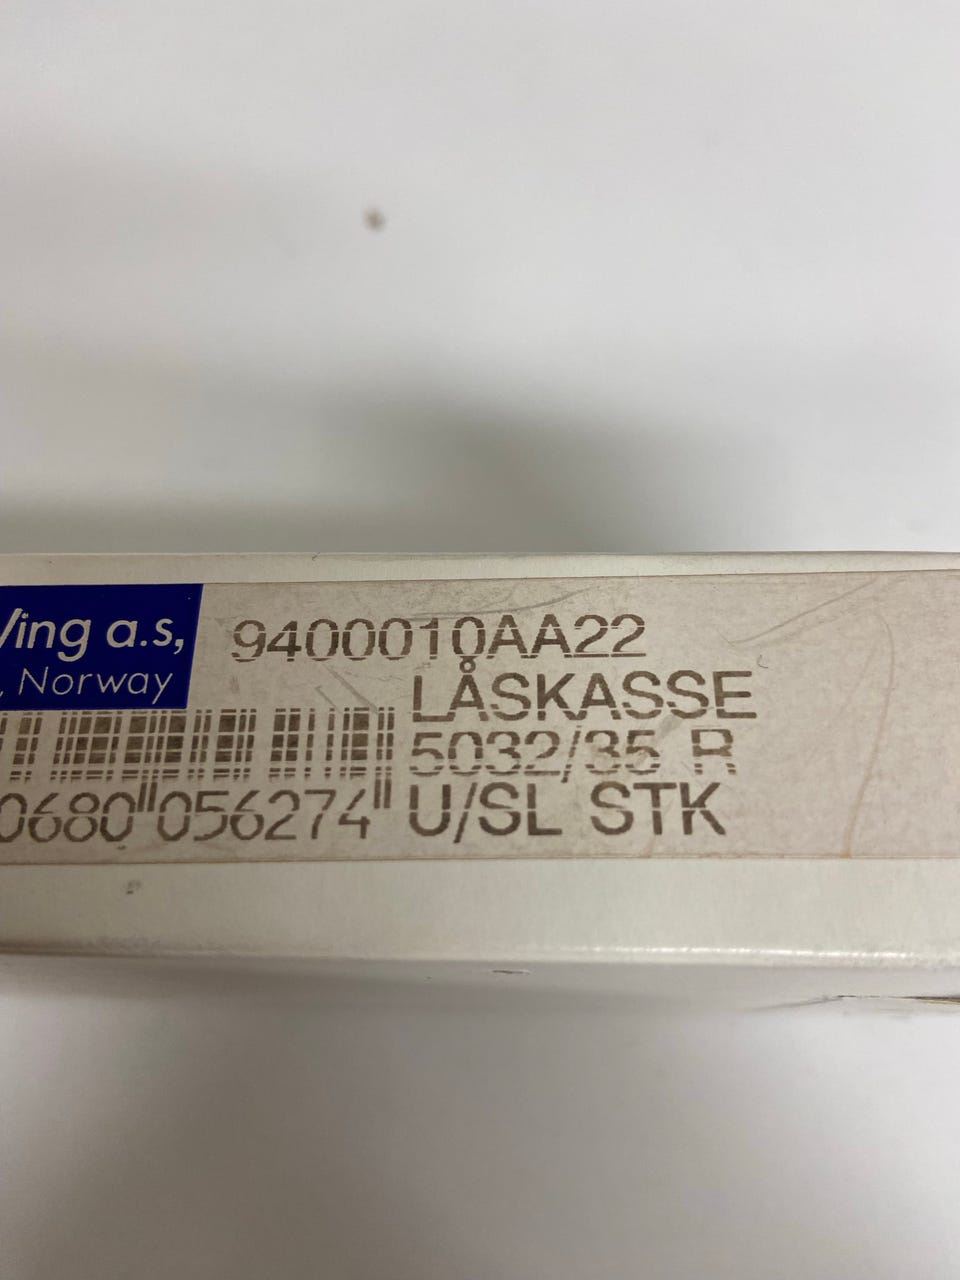 Ving a.s,
, Norway
9400010AA22
LÅSKASSE
5032/35 R
U/SL STK
0680 056274